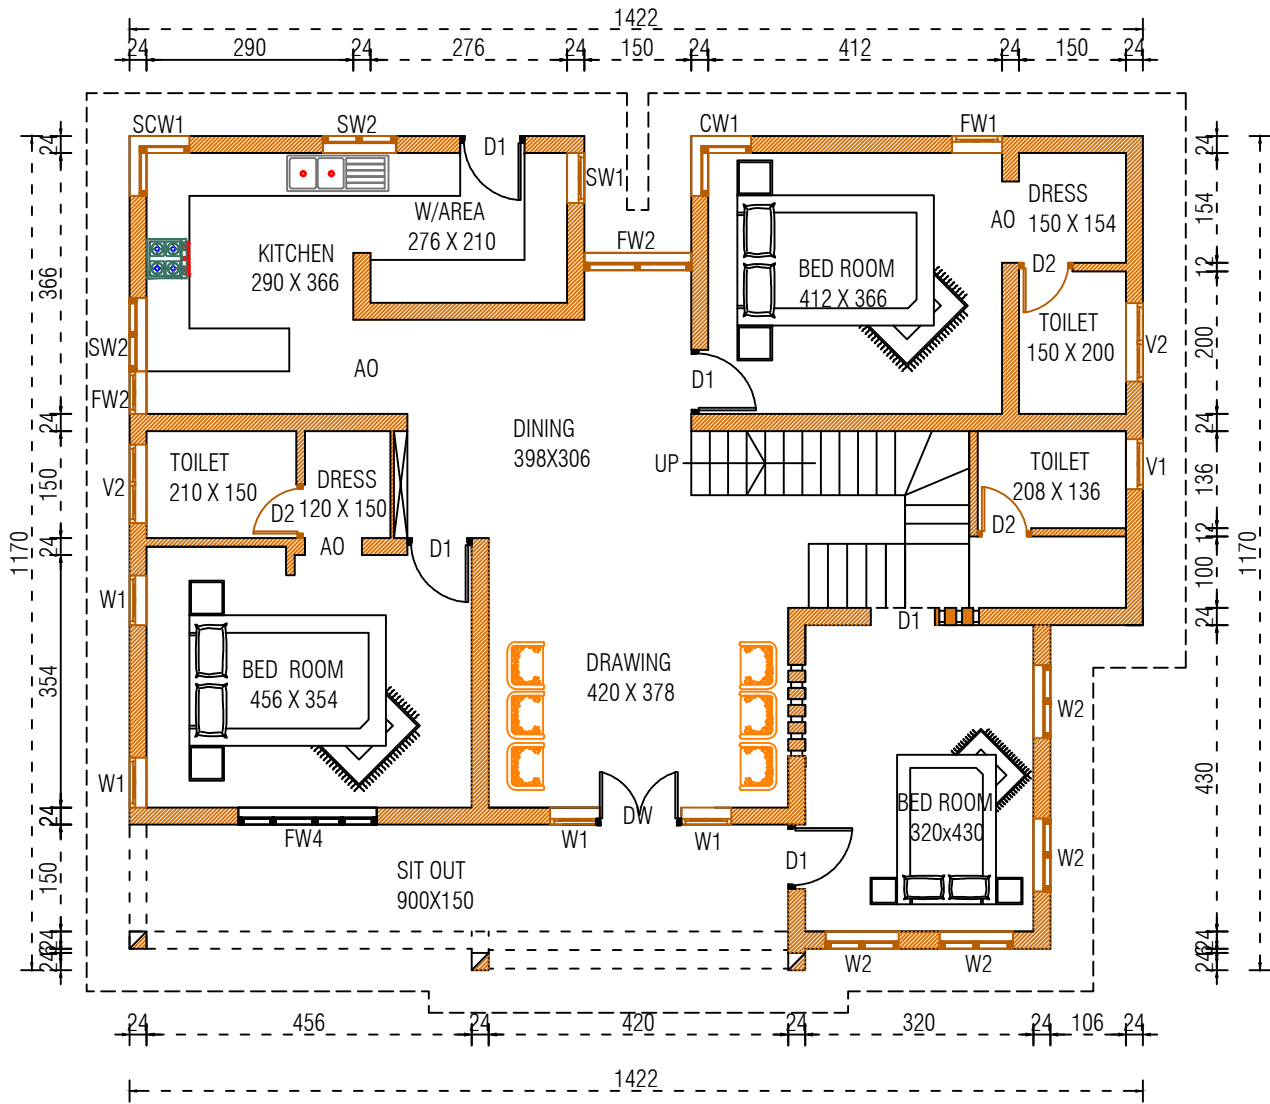 1422
24 290 24 276 24 150 24 412 24 150 24
SCW1 SW2 D1 CW1 FW1
SW1
W/AREA
276 X 210
KITCHEN
290 X 366
FW2
DRESS
150 X 154
AO
BED ROOM
412 X 366
D2
TOILET
150 X 200
SW2
FW2
AO
D1
V2
DINING
398X306
UP
TOILET
210 X 150
DRESS
120 X 150
V2
D2
AO
D1
TOILET
208 X 136
V1
D2
W1
BED ROOM
456 X 354
W1
FW4
DRAWING
420 X 378
D1
W2
BED ROOM
320x430
W2
W1 DW W1
D1
SIT OUT
900X150
W2 W2
24
366
24
150
24
354
24
150
24
6
24
1170
24
154
12
200
24
136
12
100
24
430
24
6
24
1170
24 456 24 420 24 320 24 106 24
1422